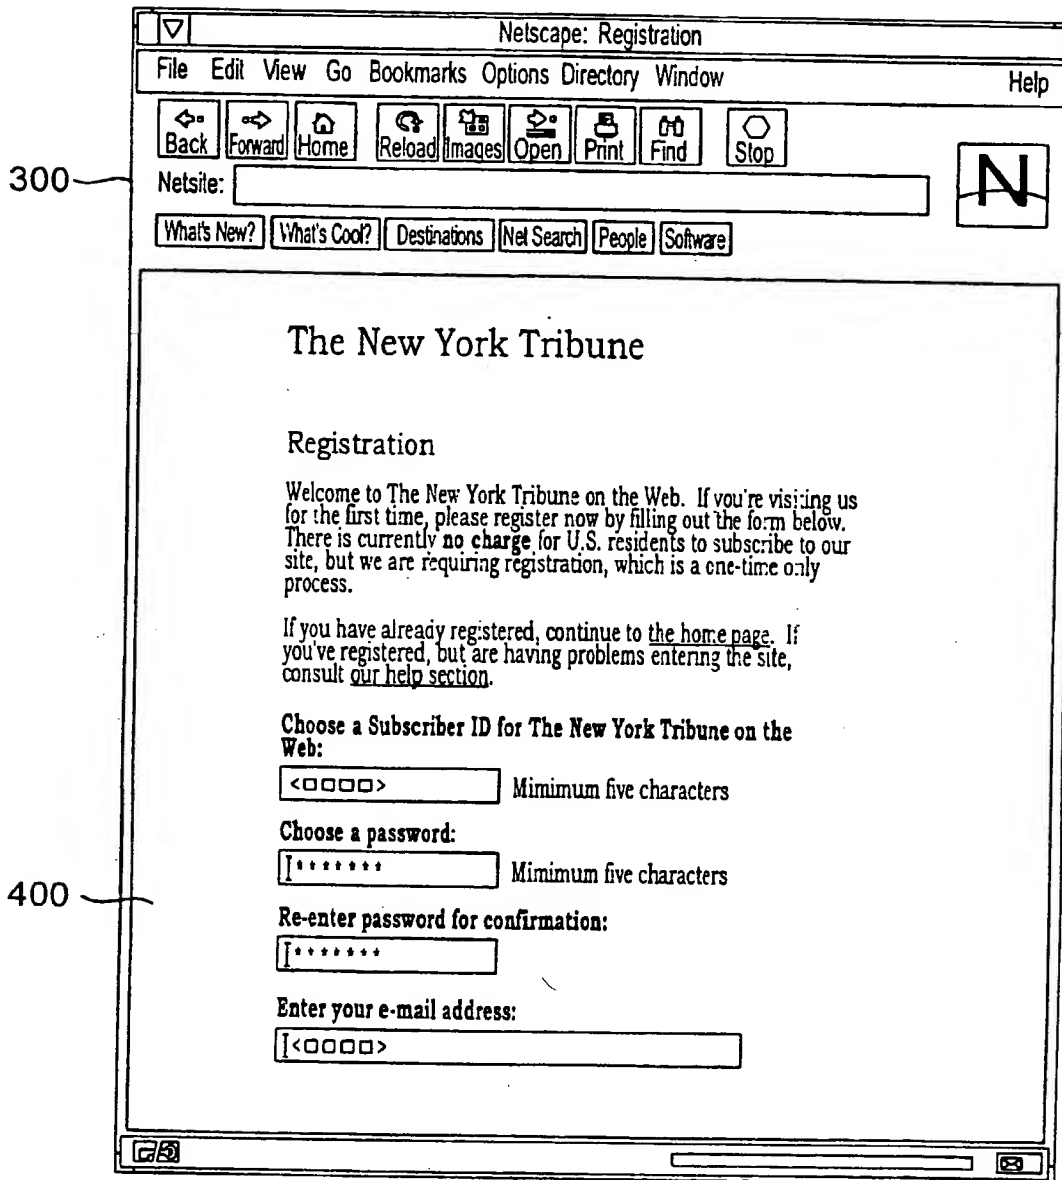 Netscape: Registration
File Edit View Go Bookmarks Options Directory Window Help
Back Forward Home Reload Images Open Print Find Stop
300
Netsite:
N
What's New? What's Cool? Destinations Net Search People Software
The New York Tribune
Registration
Welcome to The New York Tribune on the Web. If you're visiting us
for the first time, please register now by filling out the form below.
There is currently no charge for U.S. residents to subscribe to our
site, but we are requiring registration, which is a one-time only
process.
If you have already registered, continue to the home page. If
you've registered, but are having problems entering the site,
consult our help section.
Choose a Subscriber ID for The New York Tribune on the
Web:
<□□□□> Mimimum five characters
Choose a password:
******* Mimimum five characters
400
Re-enter password for confirmation:
*******
Enter your e-mail address:
<□□□□>